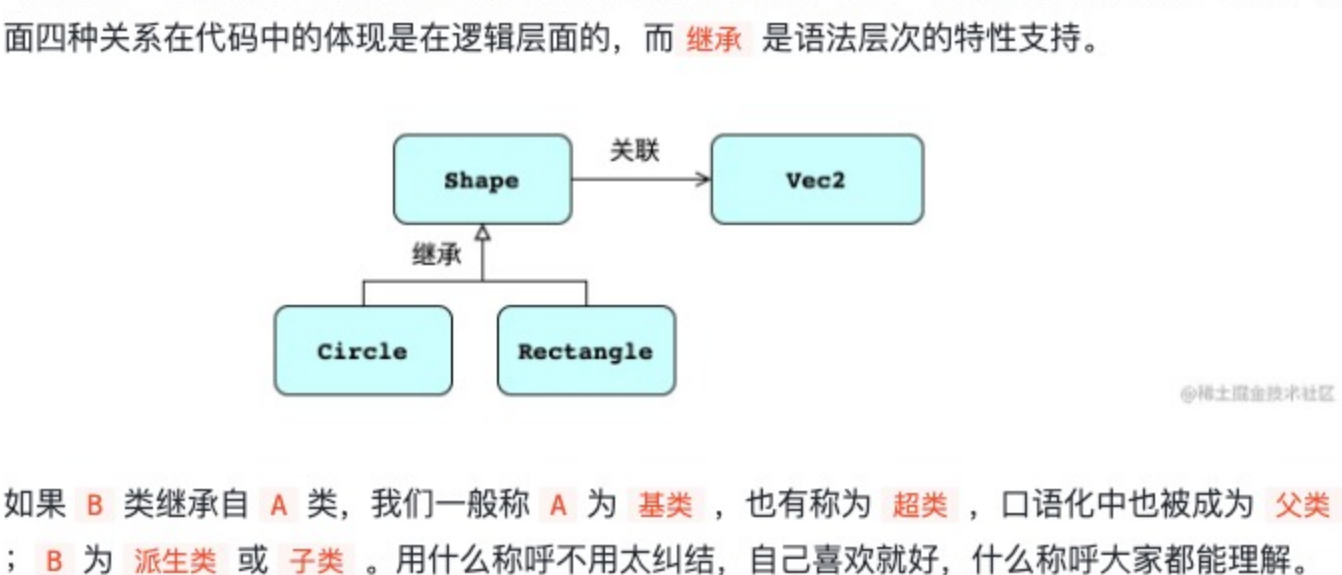 面四种关系在代码中的体现是在逻辑层面的，而 继承 是语法层次的特性支持。
关联
Shape
Vec2
继承
Circle
Rectangle
@稀土掘金技术社区
如果 B 类继承自 A 类，我们一般称 A 为 基类 ，也有称为 超类 ，口语化中也被成为 父类
；B 为 派生类 或 子类 。用什么称呼不用太纠结，自己喜欢就好，什么称呼大家都能理解。